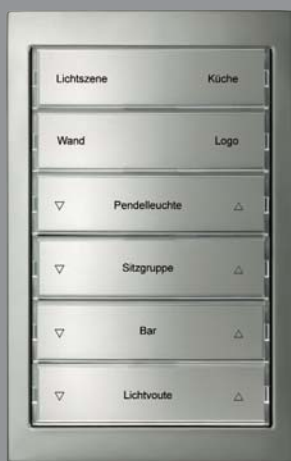 Lichtszene Küche
Wand Logo
▽ Pendelleuchte △
▽ Sitzgruppe △
▽ Bar △
▽ Lichtvoute △